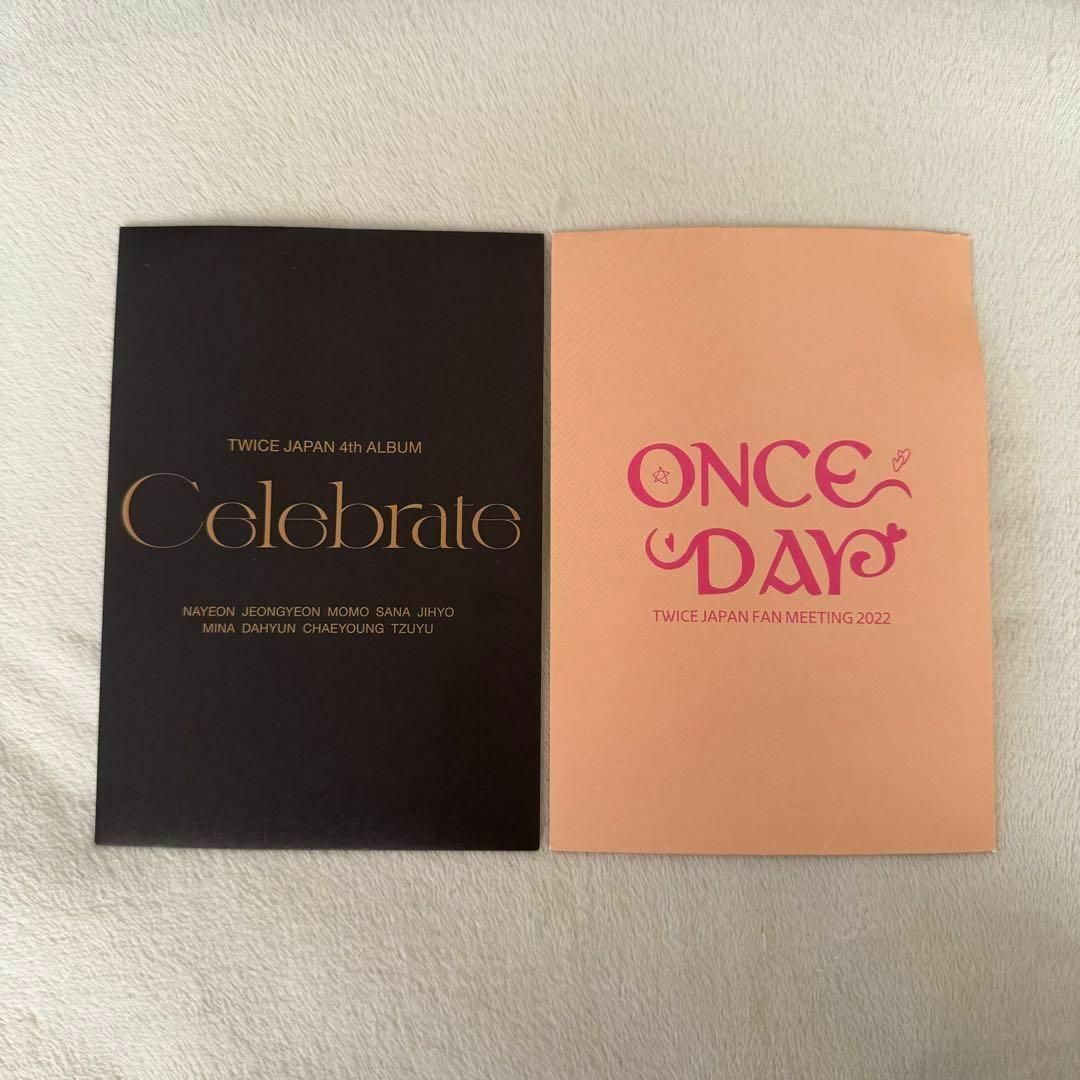 TWICE JAPAN 4th ALBUM
Celebrate
NAYEON JEONGYEON MOMO SANA JIHYO
MINA DAHYUN CHAEYOUNG TZUYU
ONCE
DAY
TWICE JAPAN FAN MEETING 2022